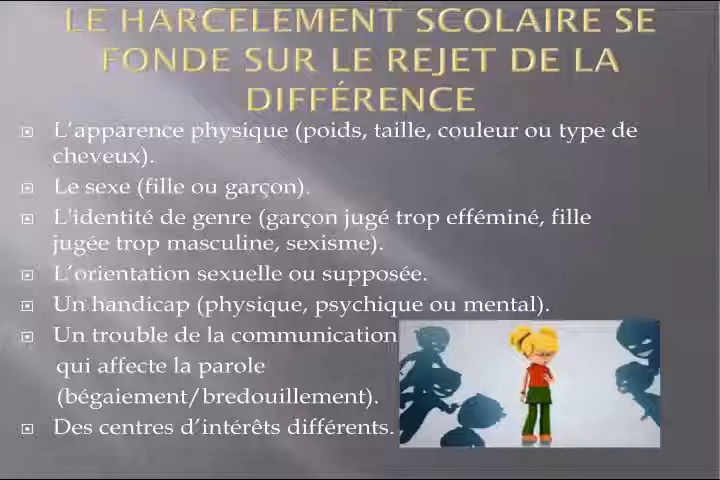 LE HARCELEMENT SCOLAIRE SE
FONDE SUR LE REJET DE LA
DIFFÉRENCE
L’apparence physique (poids, taille, couleur ou type de
cheveux).
Le sexe (fille ou garçon).
L'identité de genre (garçon jugé trop efféminé, fille
jugée trop masculine, sexisme).
L’orientation sexuelle ou supposée.
Un handicap (physique, psychique ou mental).
Un trouble de la communication
qui affecte la parole
(bégaiement/bredouillement).
Des centres d’intérêts différents.